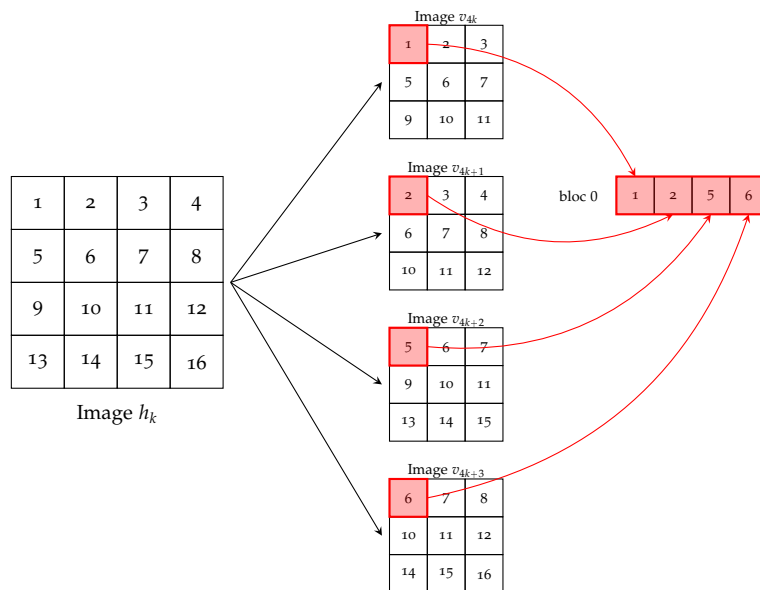 Image v4k
1 2 3
5 6 7
9 10 11
Image v4k+1
2 3 4
6 7 8
10 11 12
bloc 0 1 2 5 6
1 2 3 4
5 6 7 8
9 10 11 12
13 14 15 16
Image hk
Image v4k+2
5 6 7
9 10 11
13 14 15
Image v4k+3
6 7 8
10 11 12
14 15 16